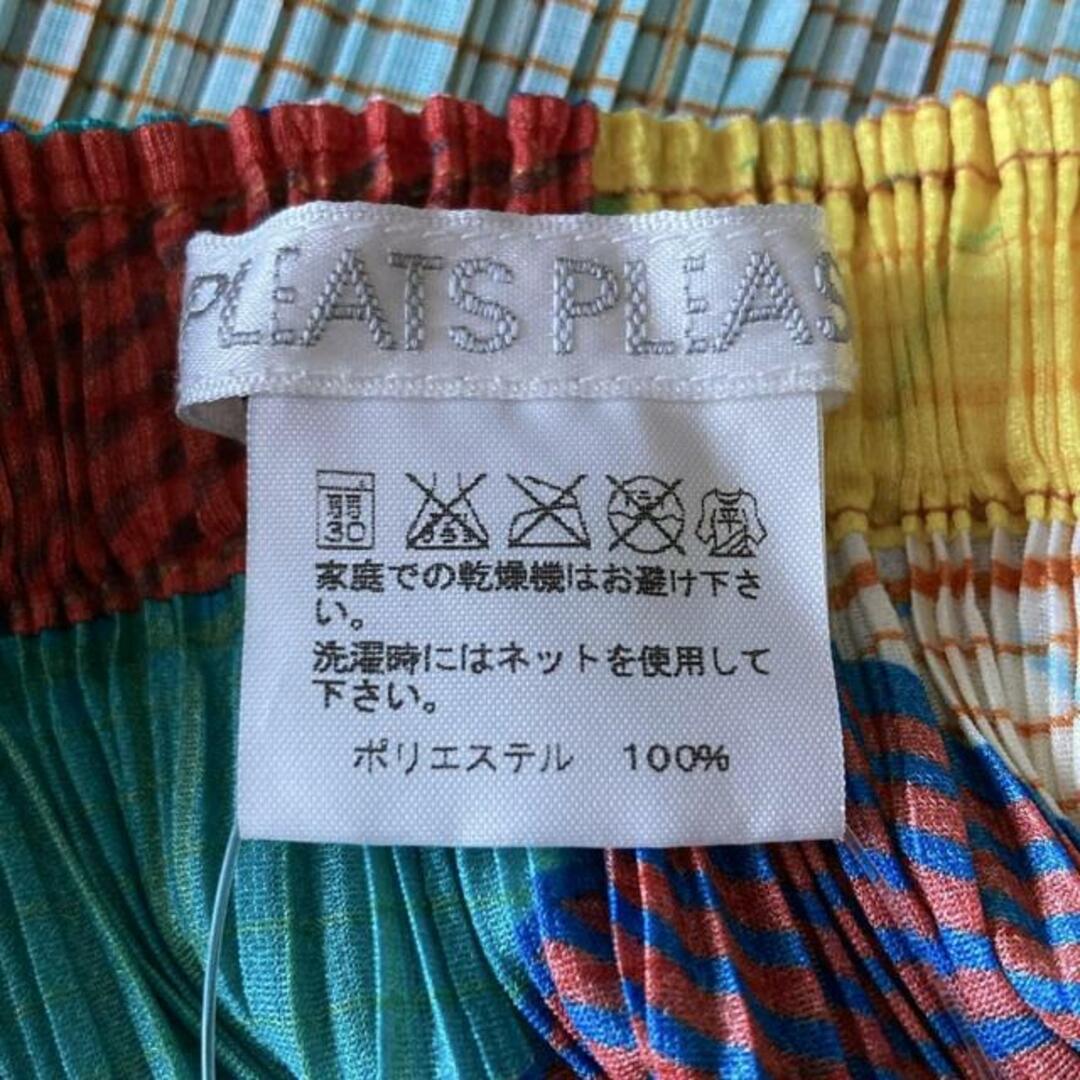 PLEATS PLEAS
弱
30
家庭での乾燥機はお避け下さ
い。
洗濯時にはネットを使用して
下さい。
ポリエステル 100%